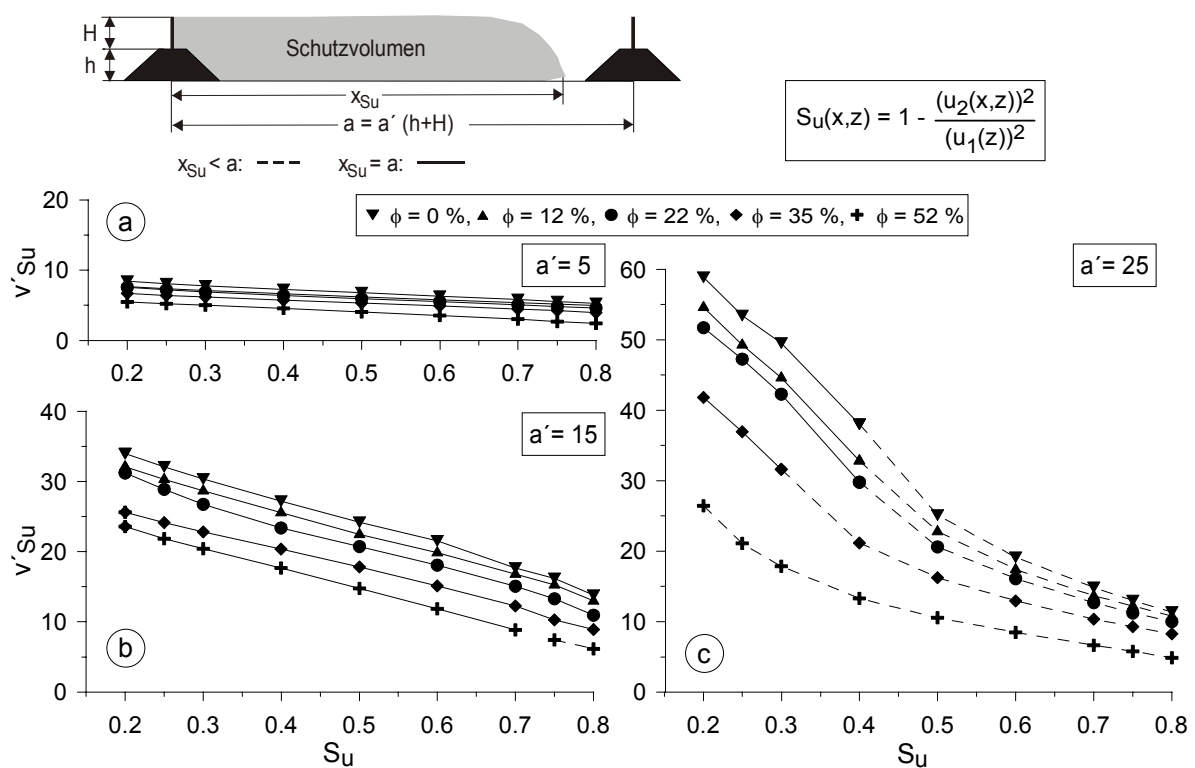 H
h
Schutzvolumen
x_Su
a = a´ (h+H)
x_Su < a: x_Su = a:
S_u(x,z) = 1 - (u_2(x,z))^2 / (u_1(z))^2
ϕ = 0 %, ϕ = 12 %, ϕ = 22 %, ϕ = 35 %, ϕ = 52 %
a
a´= 5
v´_Su
20
10
0
0.2 0.3 0.4 0.5 0.6 0.7 0.8
b
a´= 15
v´_Su
40
30
20
10
0
0.2 0.3 0.4 0.5 0.6 0.7 0.8
S_u
c
a´= 25
60
50
40
30
20
10
0
0.2 0.3 0.4 0.5 0.6 0.7 0.8
S_u